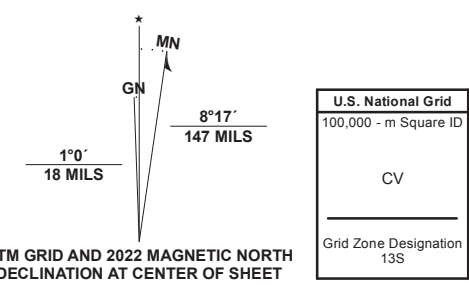 ★
MN
GN
8°17´
147 MILS
1°0´
18 MILS
TM GRID AND 2022 MAGNETIC NORTH
DECLINATION AT CENTER OF SHEET
U.S. National Grid
100,000 - m Square ID
CV
Grid Zone Designation
13S